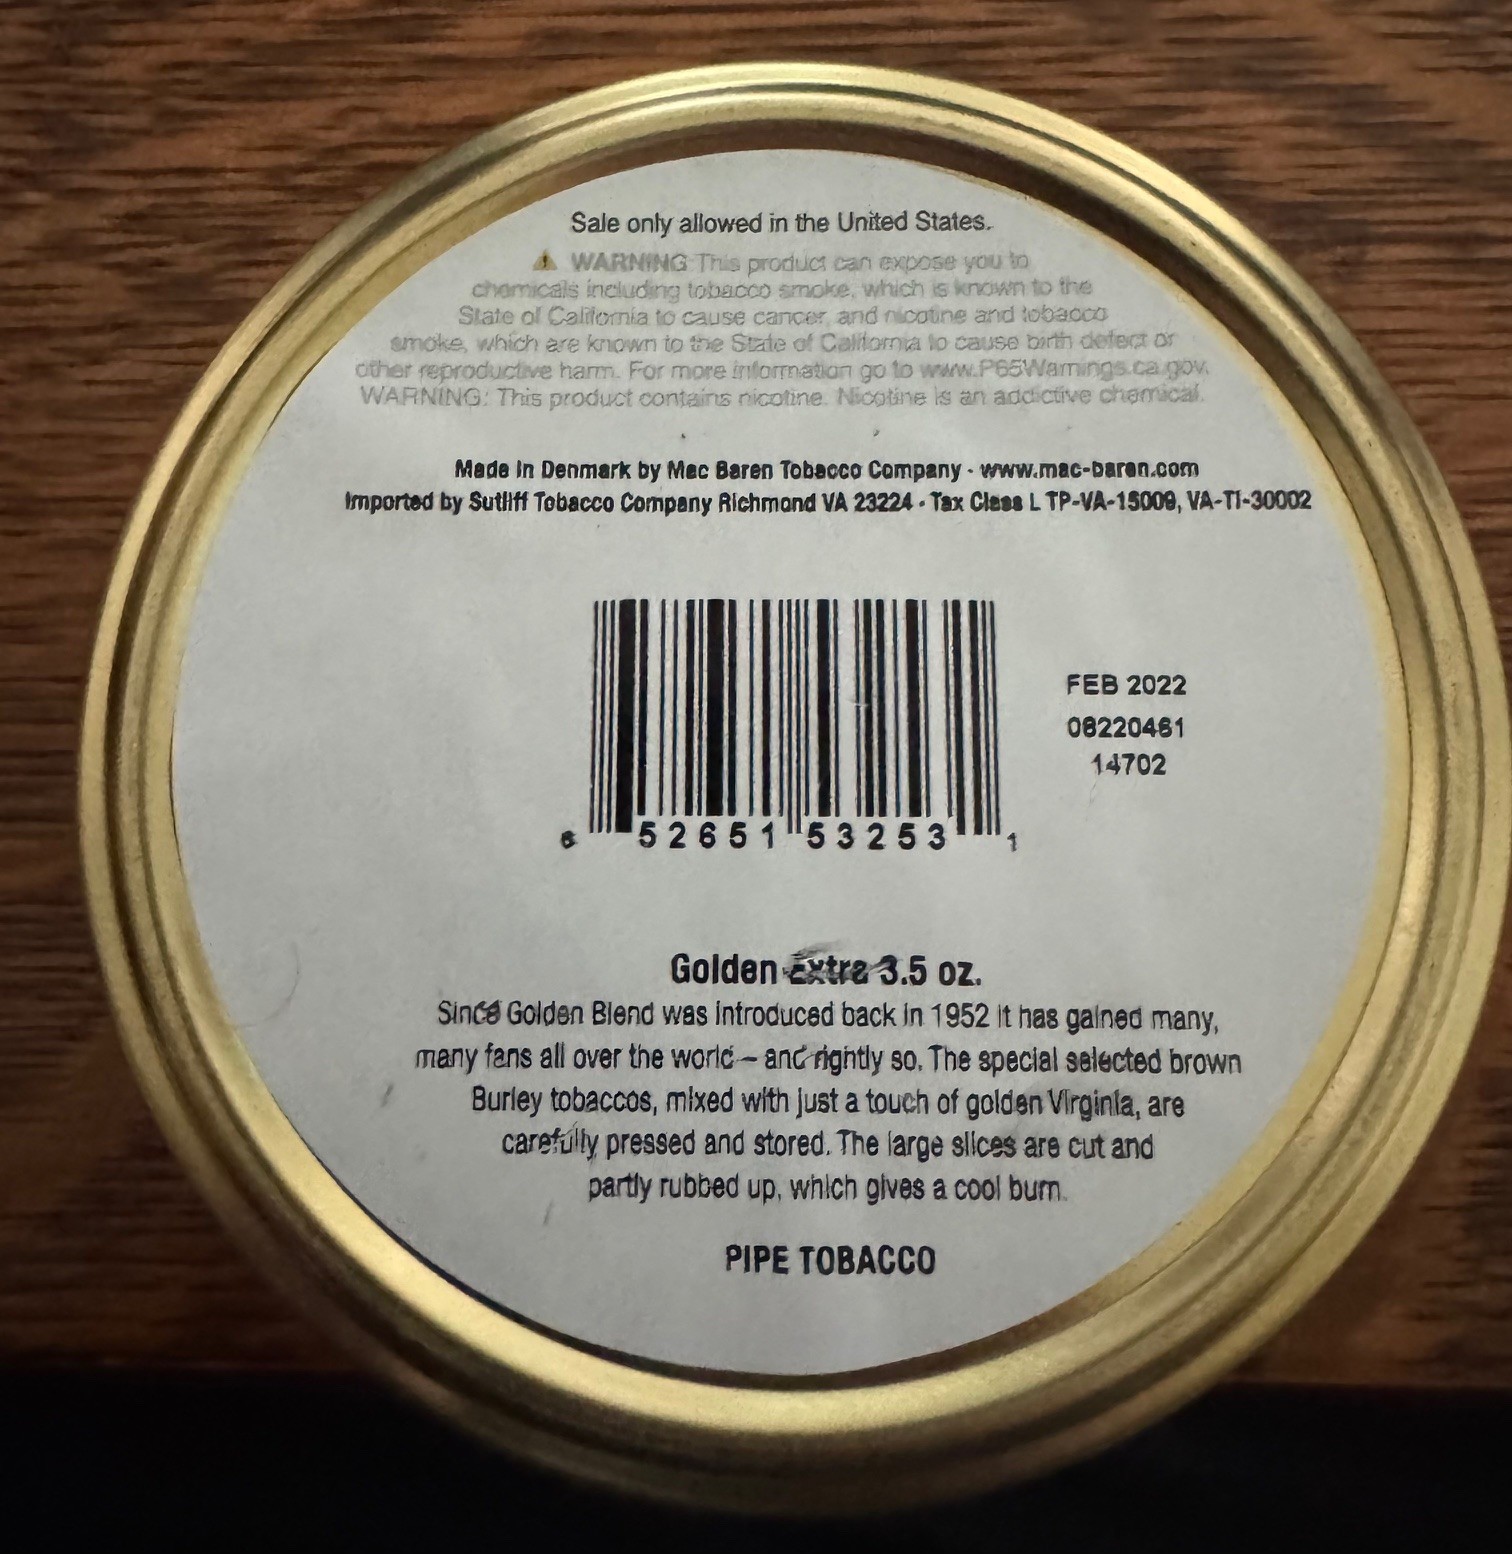 Sale only allowed in the United States.
⚠ WARNING This product can expose you to
chemicals including tobacco smoke, which is known to the
State of California to cause cancer, and nicotine and tobacco
smoke, which are known to the State of California to cause birth defect or
other reproductive harm. For more information go to www.P65Warnings.ca.gov.
WARNING: This product contains nicotine. Nicotine is an addictive chemical.
Made in Denmark by Mac Baren Tobacco Company · www.mac-baren.com
Imported by Sutliff Tobacco Company Richmond VA 23224 · Tax Class L TP-VA-15009, VA-TI-30002
FEB 2022
08220461
14702
6 52651 53253 1
Golden Extra 3.5 oz.
Since Golden Blend was introduced back in 1952 it has gained many,
many fans all over the world – and rightly so. The special selected brown
Burley tobaccos, mixed with just a touch of golden Virginia, are
carefully pressed and stored. The large slices are cut and
partly rubbed up, which gives a cool burn.
PIPE TOBACCO